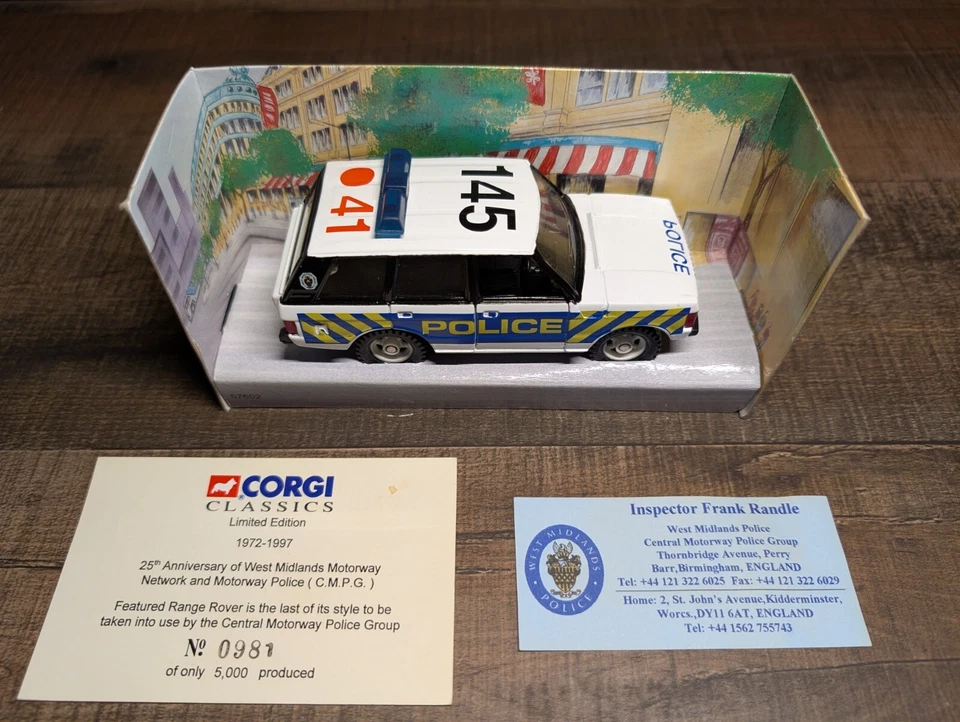 145
41
POLICE
POLICE
57602
CORGI
CLASSICS
Limited Edition
1972-1997
25th Anniversary of West Midlands Motorway
Network and Motorway Police ( C.M.P.G. )
Featured Range Rover is the last of its style to be
taken into use by the Central Motorway Police Group
Nº 0981
of only 5,000 produced
WEST MIDLANDS
POLICE
Inspector Frank Randle
West Midlands Police
Central Motorway Police Group
Thornbridge Avenue, Perry
Barr,Birmingham, ENGLAND
Tel: +44 121 322 6025 Fax: +44 121 322 6029
Home: 2, St. John's Avenue,Kidderminster,
Worcs.,DY11 6AT, ENGLAND
Tel: +44 1562 755743